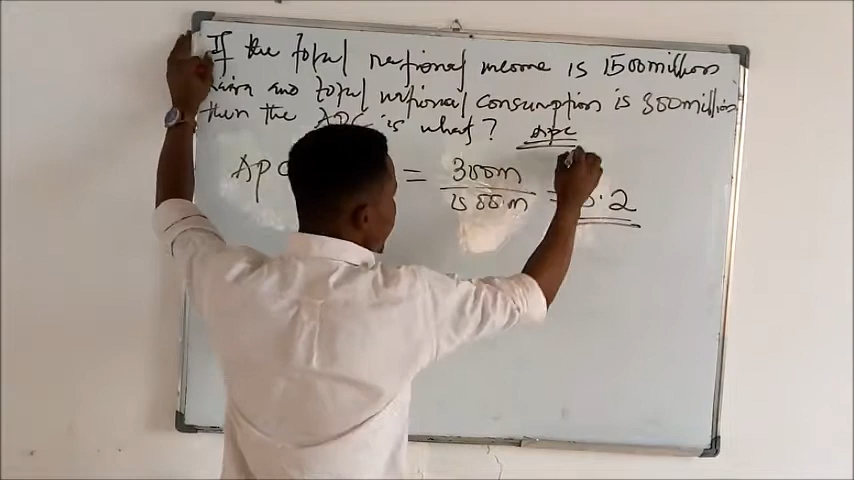 If the total national income is 1500million
naira and total national consumption is 300million
then the APC is what? APC
AP = 300m = 0.2
1500m